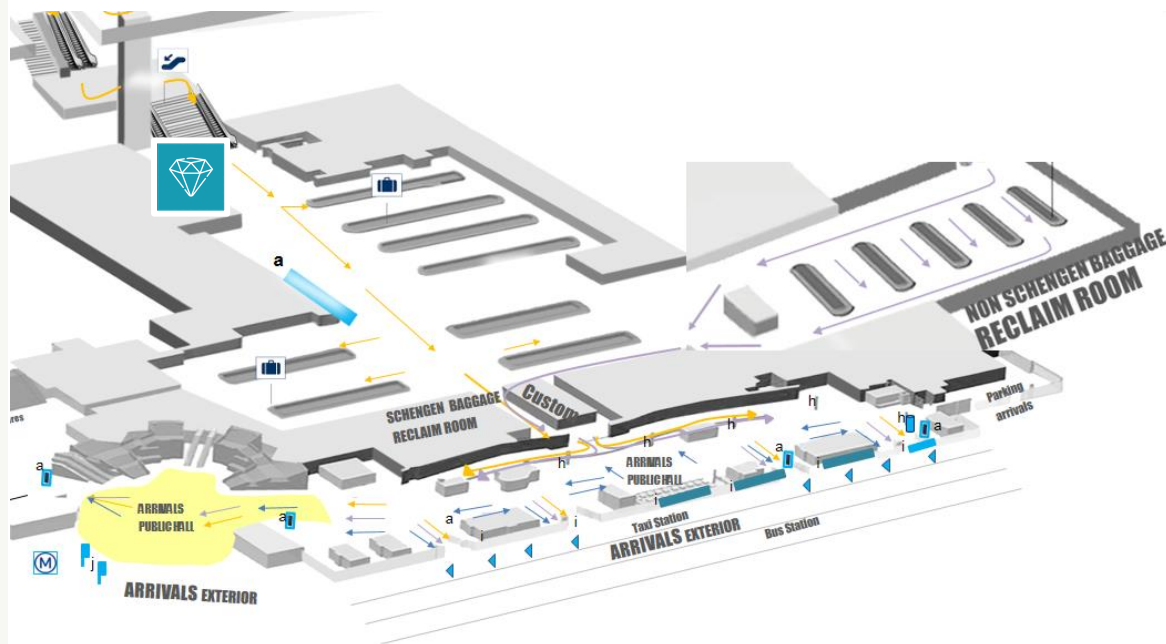 a
NON SCHENGEN BAGGAGE
RECLAIM ROOM
SCHENGEN BAGGAGE
RECLAIM ROOM
Custom
Parking
arrivals
res
h
h
a
h
h
h
a
i
i
ARRIVALS
PUBLIC HALL
i
i
i
a
i
i
Taxi Station
ARRIVALS EXTERIOR
Bus Station
a
ARRIVALS
PUBLIC HALL
a
M
j
ARRIVALS EXTERIOR